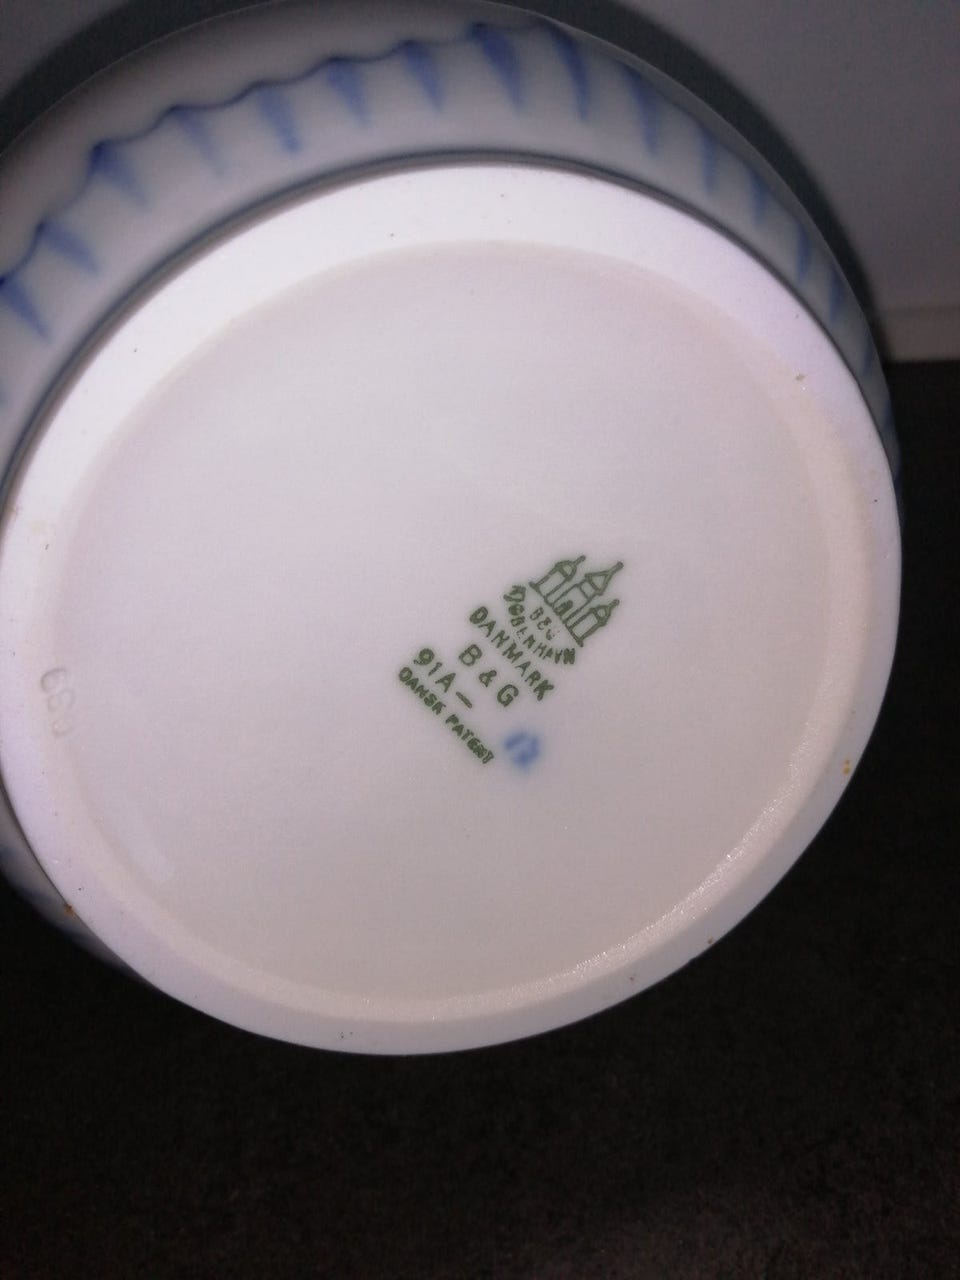 B&G
KØBENHAVN
DANMARK
B & G
91A —
DANSK PATENT